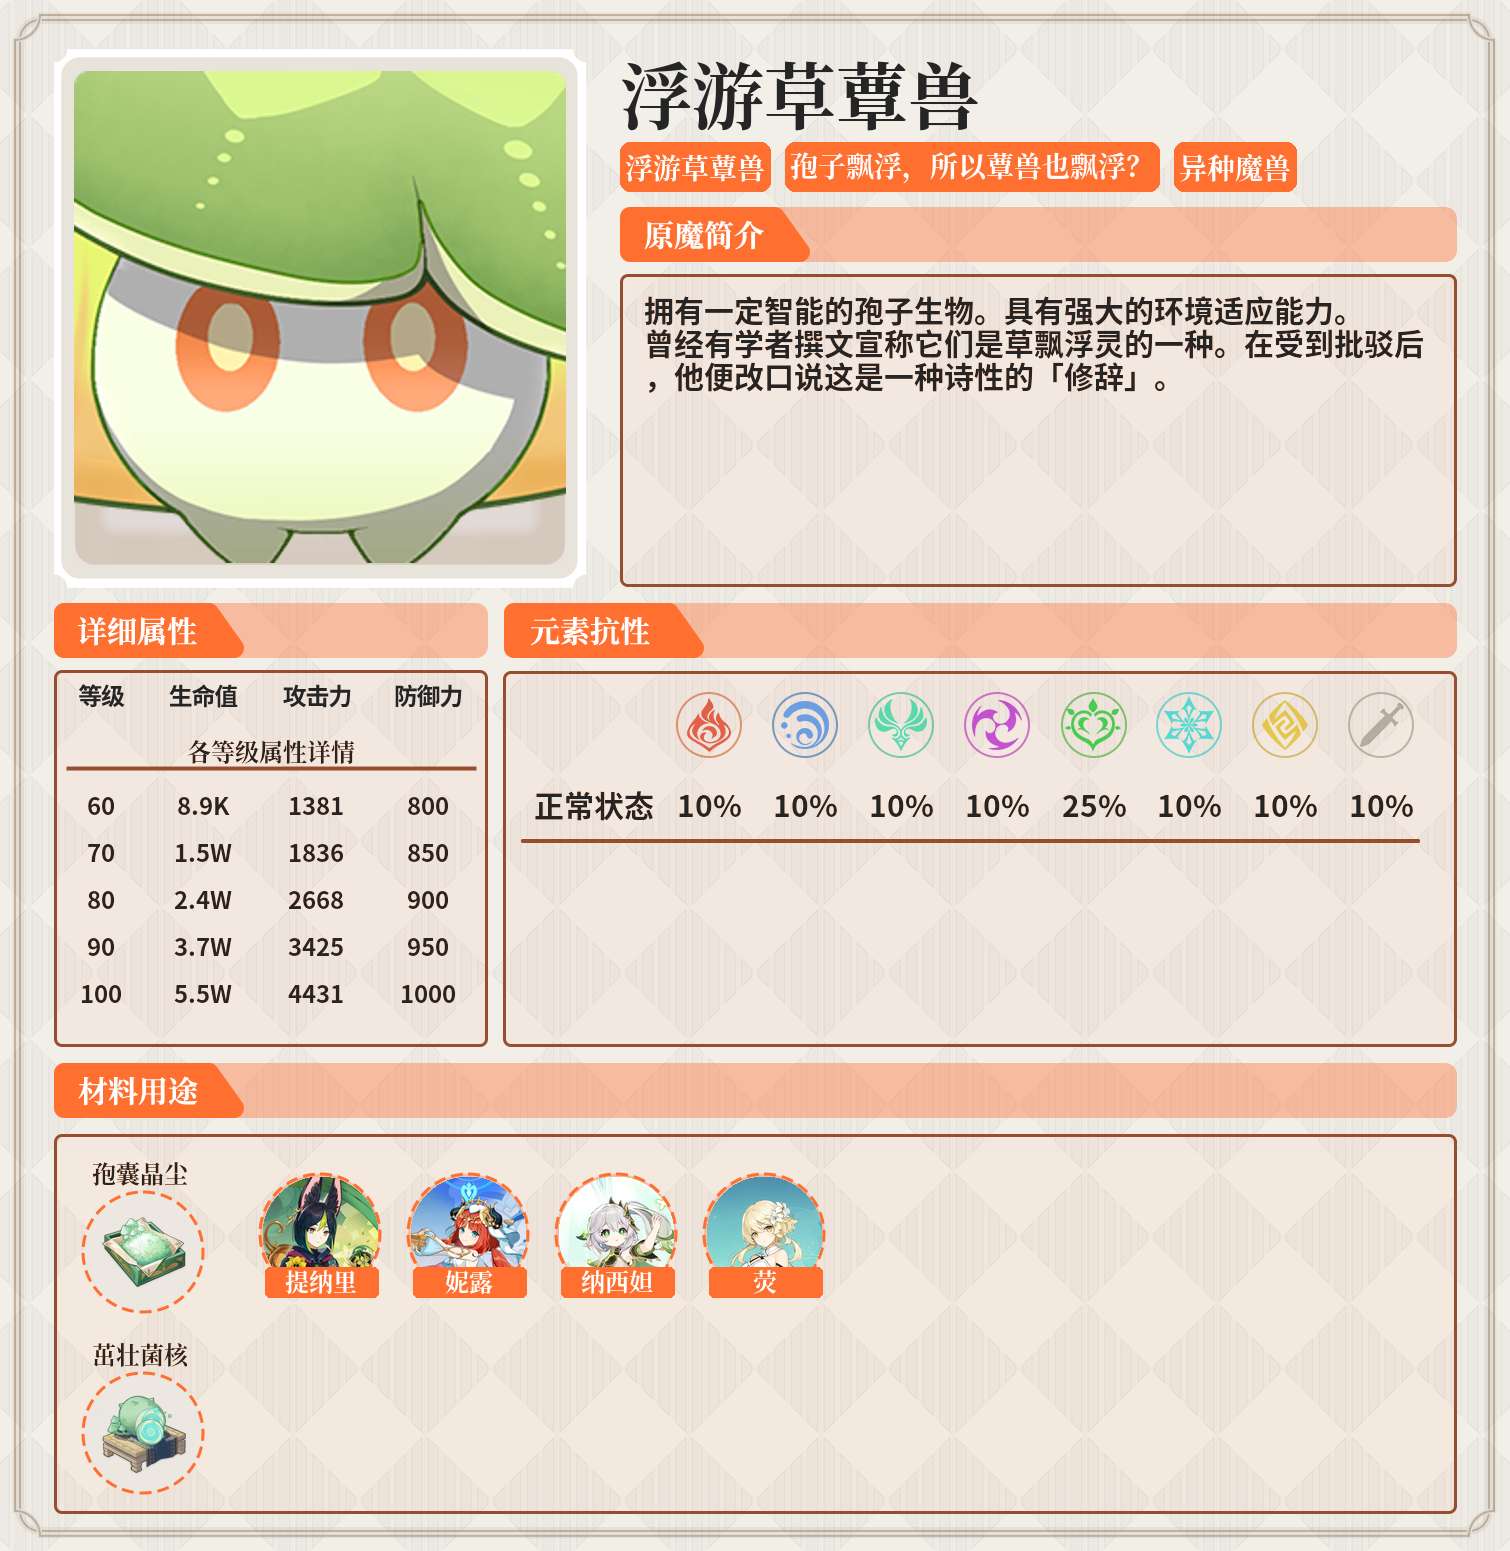 浮游草蕈兽
浮游草蕈兽 孢子飘浮，所以蕈兽也飘浮? 异种魔兽
原魔简介
拥有一定智能的孢子生物。具有强大的环境适应能力。
曾经有学者撰文宣称它们是草飘浮灵的一种。在受到批驳后
，他便改口说这是一种诗性的「修辞」。
详细属性
等级 生命值 攻击力 防御力
各等级属性详情
60 8.9K 1381 800
70 1.5W 1836 850
80 2.4W 2668 900
90 3.7W 3425 950
100 5.5W 4431 1000
元素抗性
正常状态 10% 10% 10% 10% 25% 10% 10% 10%
材料用途
孢囊晶尘
提纳里 妮露 纳西妲 荧
茁壮菌核